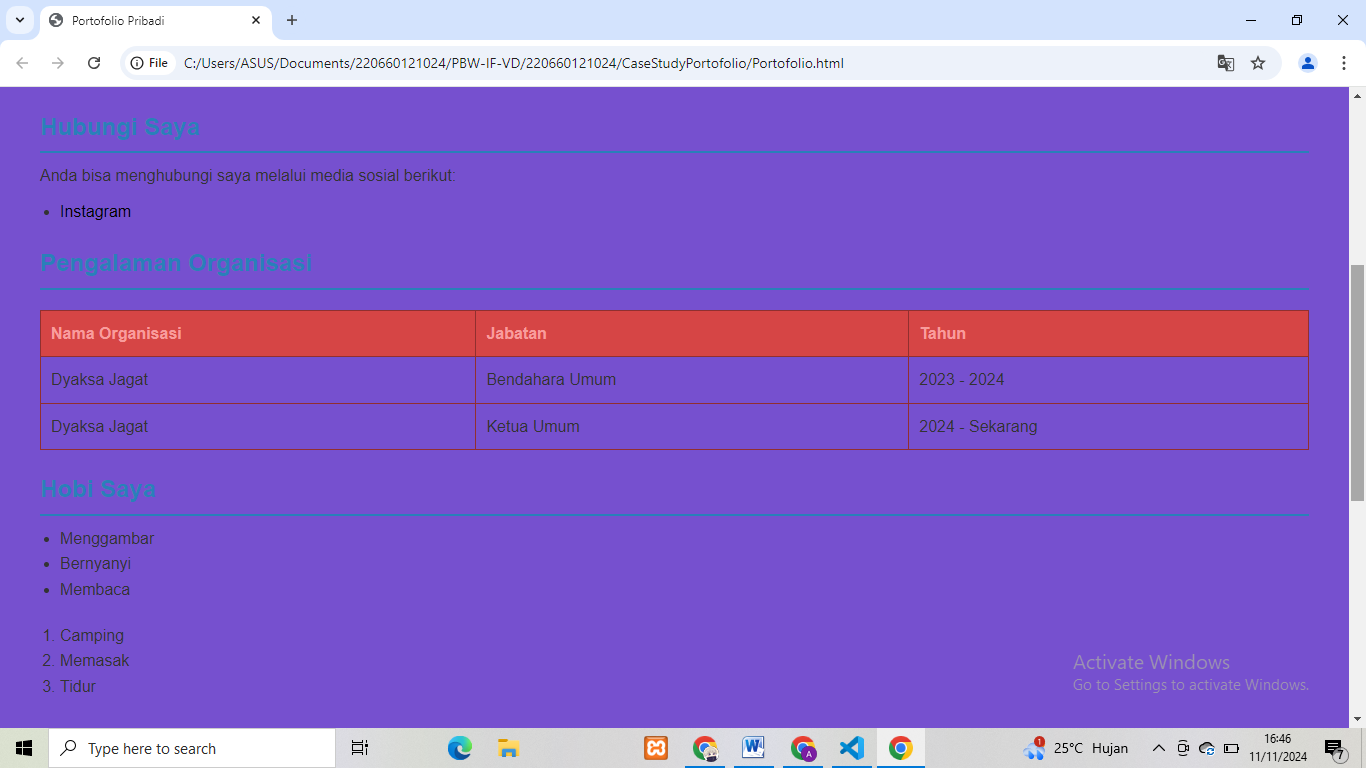 Portofolio Pribadi
File C:/Users/ASUS/Documents/220660121024/PBW-IF-VD/220660121024/CaseStudyPortofolio/Portofolio.html
Hubungi Saya
Anda bisa menghubungi saya melalui media sosial berikut:
• Instagram
Pengalaman Organisasi
Nama Organisasi Jabatan Tahun
Dyaksa Jagat Bendahara Umum 2023 - 2024
Dyaksa Jagat Ketua Umum 2024 - Sekarang
Hobi Saya
• Menggambar
• Bernyanyi
• Membaca
1. Camping
2. Memasak
3. Tidur
Activate Windows
Go to Settings to activate Windows.
Type here to search
A
W
1
25°C Hujan
16:46
11/11/2024
7